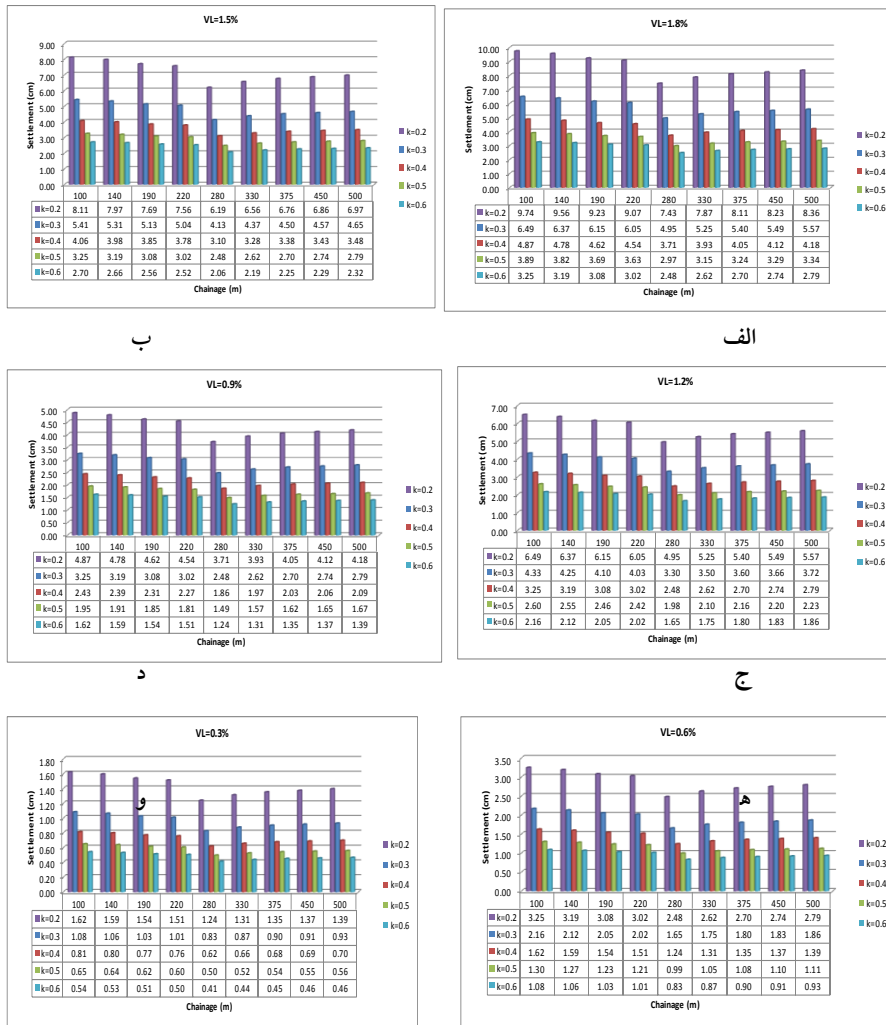 VL=1.8%
Settlement (cm)
10.00
9.00
8.00
7.00
6.00
5.00
4.00
3.00
2.00
1.00
0.00
k=0.2
k=0.3
k=0.4
k=0.5
k=0.6
100 140 190 220 280 330 375 450 500
k=0.2 9.74 9.56 9.23 9.07 7.43 7.87 8.11 8.23 8.36
k=0.3 6.49 6.37 6.15 6.05 4.95 5.25 5.40 5.49 5.57
k=0.4 4.87 4.78 4.62 4.54 3.71 3.93 4.05 4.12 4.18
k=0.5 3.89 3.82 3.69 3.63 2.97 3.15 3.24 3.29 3.34
k=0.6 3.25 3.19 3.08 3.02 2.48 2.62 2.70 2.74 2.79
Chainage (m)
الف
VL=1.5%
Settlement (cm)
9.00
8.00
7.00
6.00
5.00
4.00
3.00
2.00
1.00
0.00
k=0.2
k=0.3
k=0.4
k=0.5
k=0.6
100 140 190 220 280 330 375 450 500
k=0.2 8.11 7.97 7.69 7.56 6.19 6.56 6.76 6.86 6.97
k=0.3 5.41 5.31 5.13 5.04 4.13 4.37 4.50 4.57 4.65
k=0.4 4.06 3.98 3.85 3.78 3.10 3.28 3.38 3.43 3.48
k=0.5 3.25 3.19 3.08 3.02 2.48 2.62 2.70 2.74 2.79
k=0.6 2.70 2.66 2.56 2.52 2.06 2.19 2.25 2.29 2.32
Chainage (m)
ب
VL=1.2%
Settlement (cm)
7.00
6.00
5.00
4.00
3.00
2.00
1.00
0.00
k=0.2
k=0.3
k=0.4
k=0.5
k=0.6
100 140 190 220 280 330 375 450 500
k=0.2 6.49 6.37 6.15 6.05 4.95 5.25 5.40 5.49 5.57
k=0.3 4.33 4.25 4.10 4.03 3.30 3.50 3.60 3.66 3.72
k=0.4 3.25 3.19 3.08 3.02 2.48 2.62 2.70 2.74 2.79
k=0.5 2.60 2.55 2.46 2.42 1.98 2.10 2.16 2.20 2.23
k=0.6 2.16 2.12 2.05 2.02 1.65 1.75 1.80 1.83 1.86
Chainage (m)
ج
VL=0.9%
Settlement (cm)
5.00
4.50
4.00
3.50
3.00
2.50
2.00
1.50
1.00
0.50
0.00
k=0.2
k=0.3
k=0.4
k=0.5
k=0.6
100 140 190 220 280 330 375 450 500
k=0.2 4.87 4.78 4.62 4.54 3.71 3.93 4.05 4.12 4.18
k=0.3 3.25 3.19 3.08 3.02 2.48 2.62 2.70 2.74 2.79
k=0.4 2.43 2.39 2.31 2.27 1.86 1.97 2.03 2.06 2.09
k=0.5 1.95 1.91 1.85 1.81 1.49 1.57 1.62 1.65 1.67
k=0.6 1.62 1.59 1.54 1.51 1.24 1.31 1.35 1.37 1.39
Chainage (m)
د
VL=0.6%
Settlement (cm)
3.50
3.00
2.50
2.00
1.50
1.00
0.50
0.00
ه
k=0.2
k=0.3
k=0.4
k=0.5
k=0.6
100 140 190 220 280 330 375 450 500
k=0.2 3.25 3.19 3.08 3.02 2.48 2.62 2.70 2.74 2.79
k=0.3 2.16 2.12 2.05 2.02 1.65 1.75 1.80 1.83 1.86
k=0.4 1.62 1.59 1.54 1.51 1.24 1.31 1.35 1.37 1.39
k=0.5 1.30 1.27 1.23 1.21 0.99 1.05 1.08 1.10 1.11
k=0.6 1.08 1.06 1.03 1.01 0.83 0.87 0.90 0.91 0.93
Chainage (m)
VL=0.3%
Settlement (cm)
1.80
1.60
1.40
1.20
1.00
0.80
0.60
0.40
0.20
0.00
و
k=0.2
k=0.3
k=0.4
k=0.5
k=0.6
100 140 190 220 280 330 375 450 500
k=0.2 1.62 1.59 1.54 1.51 1.24 1.31 1.35 1.37 1.39
k=0.3 1.08 1.06 1.03 1.01 0.83 0.87 0.90 0.91 0.93
k=0.4 0.81 0.80 0.77 0.76 0.62 0.66 0.68 0.69 0.70
k=0.5 0.65 0.64 0.62 0.60 0.50 0.52 0.54 0.55 0.56
k=0.6 0.54 0.53 0.51 0.50 0.41 0.44 0.45 0.46 0.46
Chainage (m)